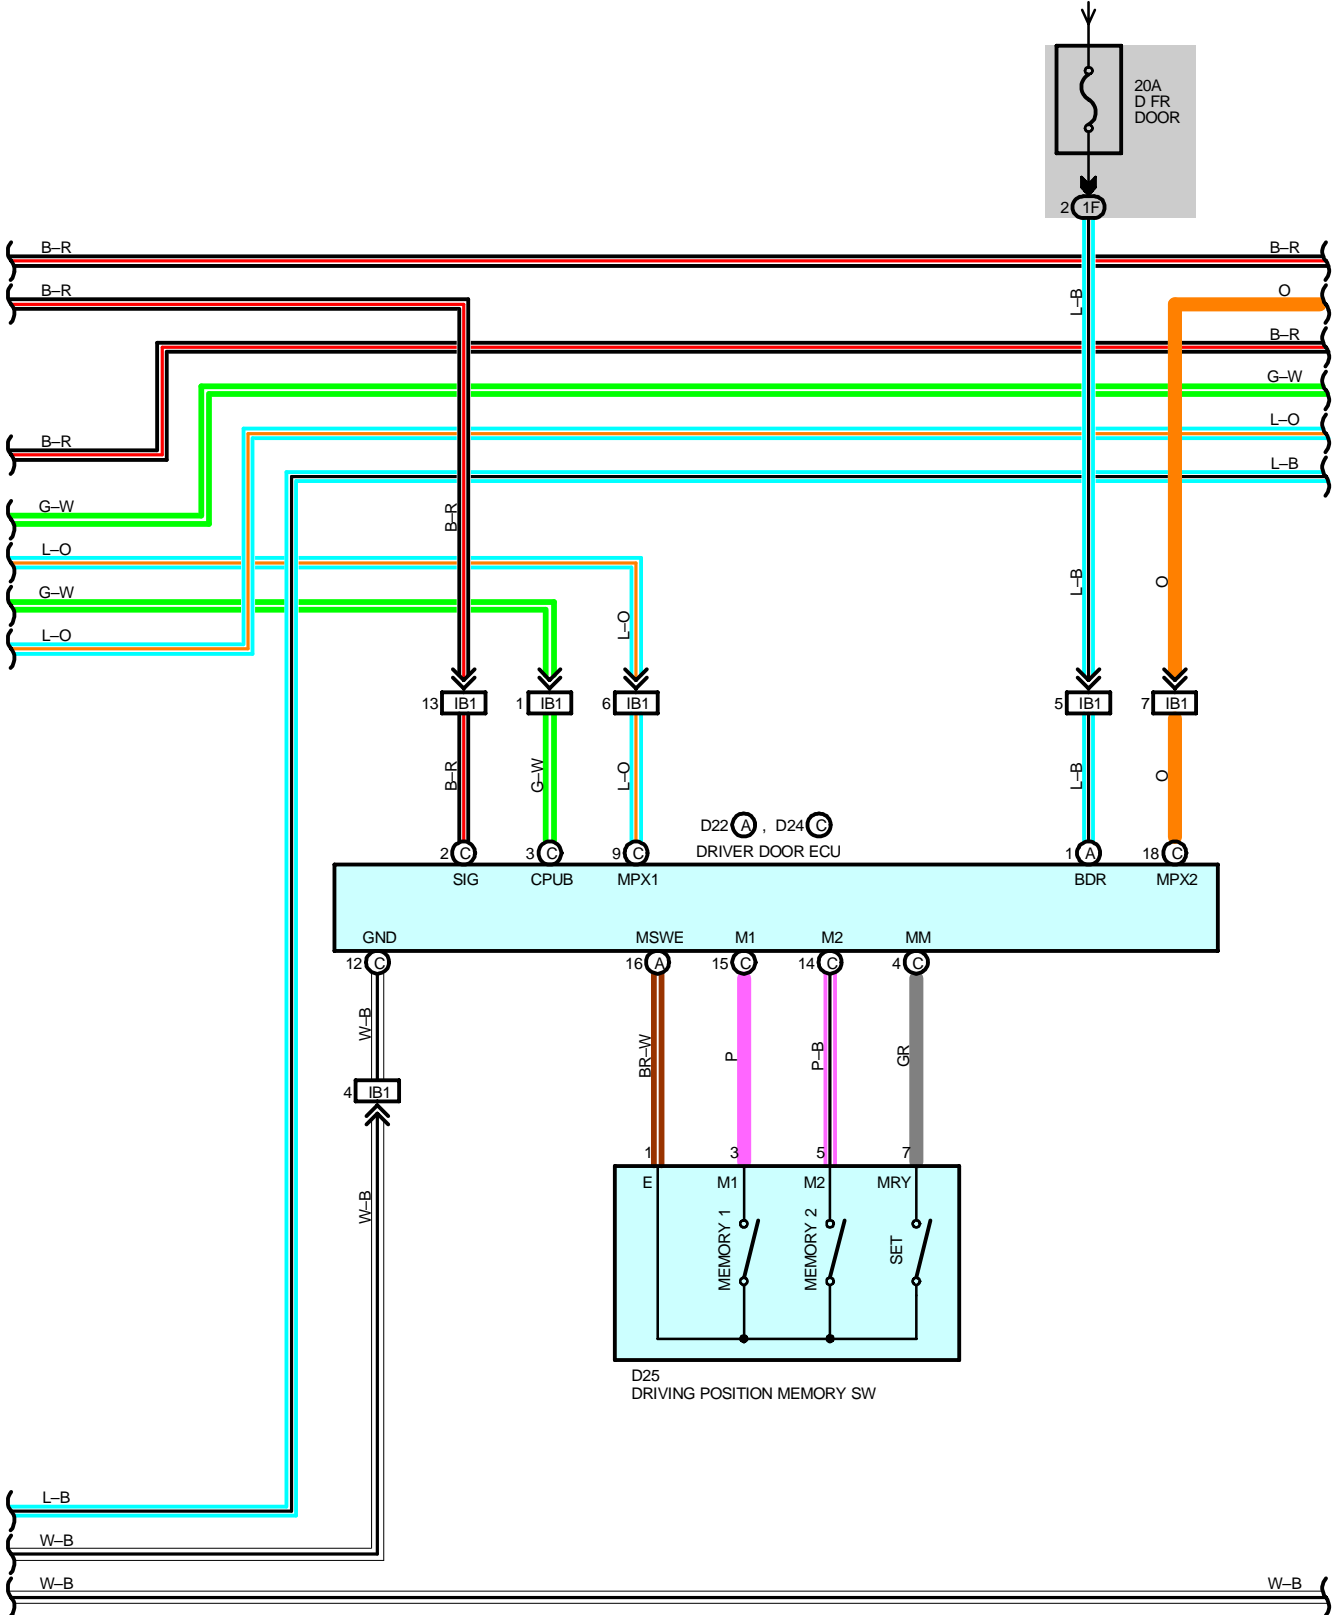 20A
D FR
DOOR
2 1F
B–R B–R
B–R O
L–B
B–R
G–W
B–R L–O
L–B
G–W
B–R
L–O
L–B O
G–W
L–O
L–O
13 IB1 1 IB1 6 IB1 5 IB1 7 IB1
B–R G–W L–O L–B O
D22 A , D24 C
DRIVER DOOR ECU
2 C 3 C 9 C 1 A 18 C
SIG CPUB MPX1 BDR MPX2
GND MSWE M1 M2 MM
12 C 16 A 15 C 14 C 4 C
W–B BR–W P P–B GR
4 IB1
1 3 5 7
E M1 M2 MRY
W–B
MEMORY 1 MEMORY 2 SET
D25
DRIVING POSITION MEMORY SW
L–B
W–B
W–B W–B